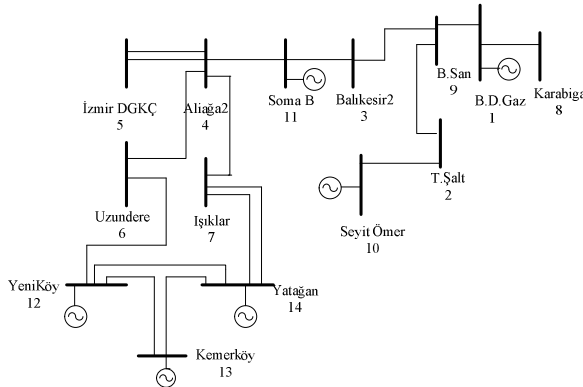 B.San
9
B.D.Gaz
1
Karabiga
8
İzmir DGKÇ
5
Aliağa2
4
Soma B
11
Balıkesir2
3
T.Şalt
2
Uzundere
6
Işıklar
7
Seyit Ömer
10
YeniKöy
12
Yatağan
14
Kemerköy
13